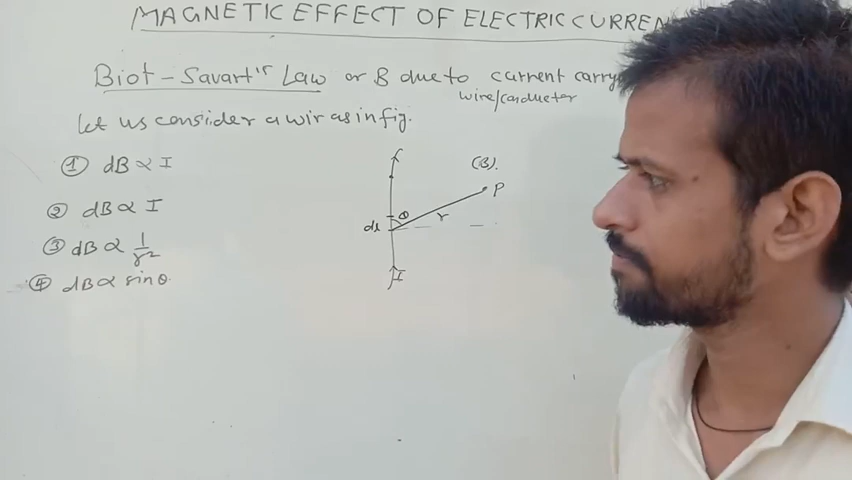 MAGNETIC EFFECT OF ELECTRIC CURREN
Biot-Savart's Law or B due to current carry
wire/conductor
let us consider a wir as in fig.
① dB ∝ I
② dB ∝ I
③ dB ∝ 1/r²
④ dB ∝ sinθ
(B).
P
θ
r
dl
I